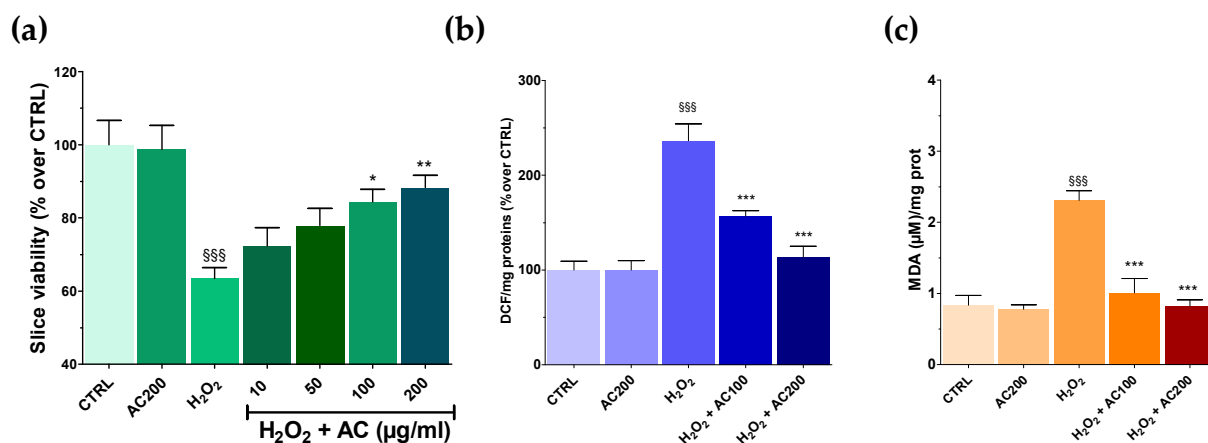 (a)
Slice viability (% over CTRL)
120
100
80
60
40
§§§
*
**
CTRL
AC200
H₂O₂
10
50
100
200
H₂O₂ + AC (µg/ml)
(b)
DCF/mg proteins (% over CTRL)
300
200
100
0
§§§
***
***
CTRL
AC200
H₂O₂
H₂O₂ + AC100
H₂O₂ + AC200
(c)
MDA (µM)/mg prot
4
3
2
1
0
§§§
***
***
CTRL
AC200
H₂O₂
H₂O₂ + AC100
H₂O₂ + AC200